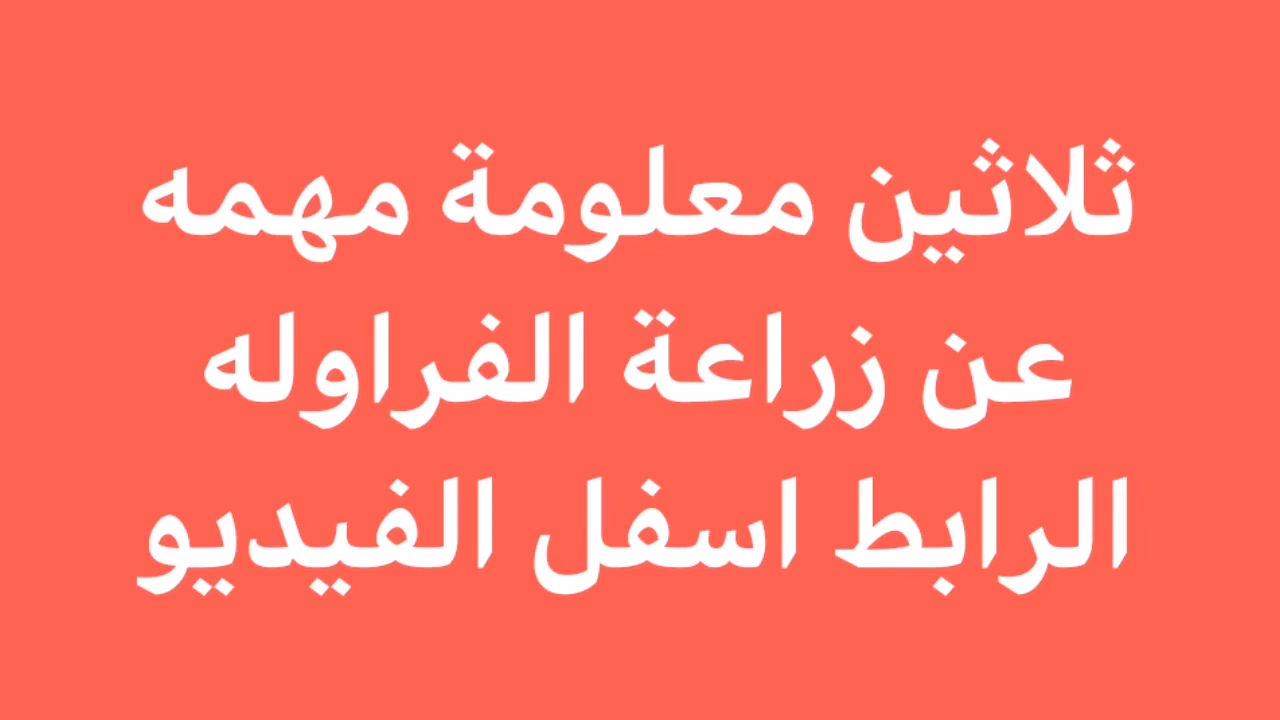 ثلاثين معلومة مهمه
عن زراعة الفراوله
الرابط اسفل الفيديو